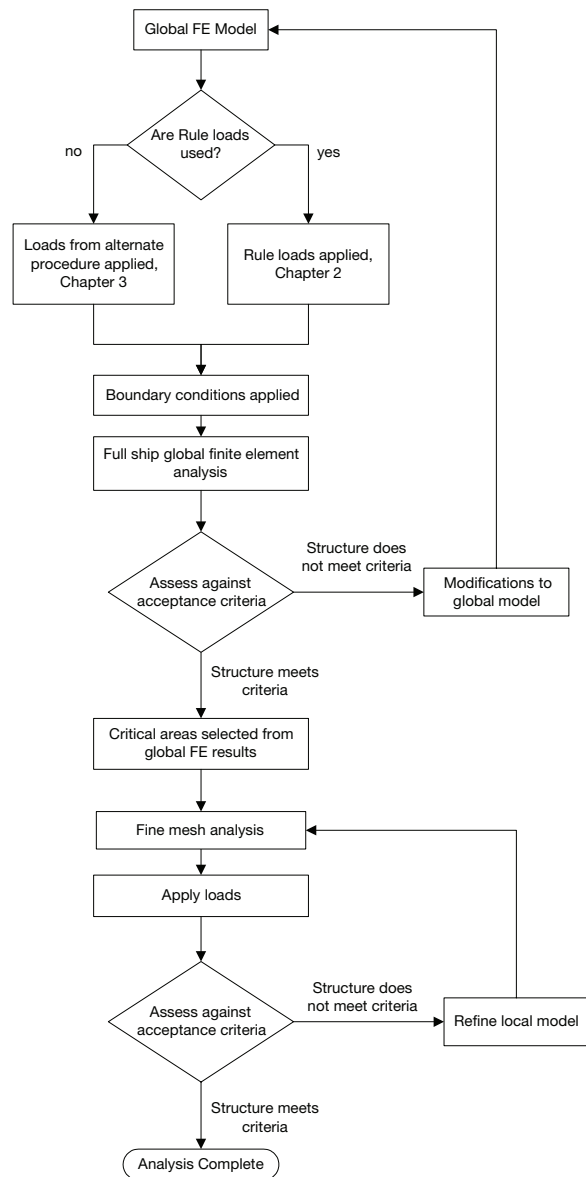 Global FE Model
Are Rule loads
used?
no
yes
Loads from alternate
procedure applied,
Chapter 3
Rule loads applied,
Chapter 2
Boundary conditions applied
Full ship global finite element
analysis
Structure does
not meet criteria
Assess against
acceptance criteria
Modifications to
global model
Structure meets
criteria
Critical areas selected from
global FE results
Fine mesh analysis
Apply loads
Structure does
not meet criteria
Assess against
acceptance criteria
Refine local model
Structure meets
criteria
Analysis Complete